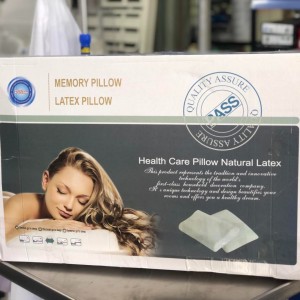 MEMORY PILLOW
LATEX PILLOW
QUALITY ASSURE
PASS
QUALITY ASSURE
Health Care Pillow Natural Latex
This product represents the tradition and innovative
technology of the world's
first-class household decoration company.
It's unique technology and design beautifies your
rooms and offers you a healthy dream.